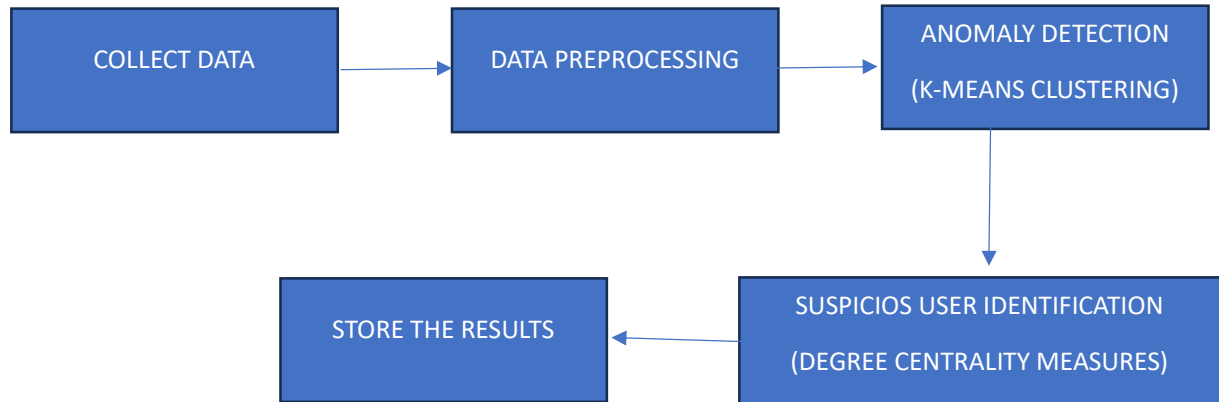 COLLECT DATA
DATA PREPROCESSING
ANOMALY DETECTION
(K-MEANS CLUSTERING)
SUSPICIOS USER IDENTIFICATION
(DEGREE CENTRALITY MEASURES)
STORE THE RESULTS